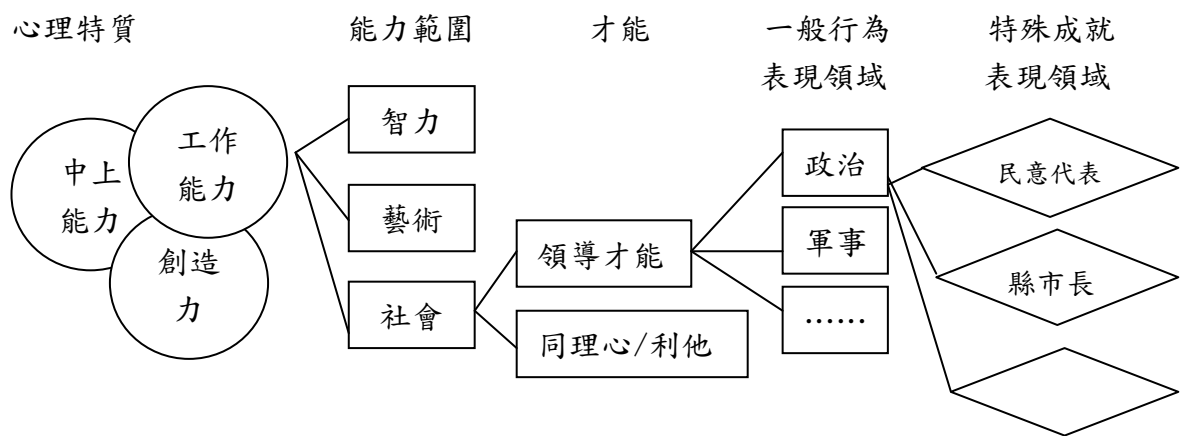 心理特質
能力範圍
才能
一般行為
表現領域
特殊成就
表現領域
中上
能力
工作
能力
創造
力
智力
藝術
社會
領導才能
同理心/利他
政治
軍事
……
民意代表
縣市長